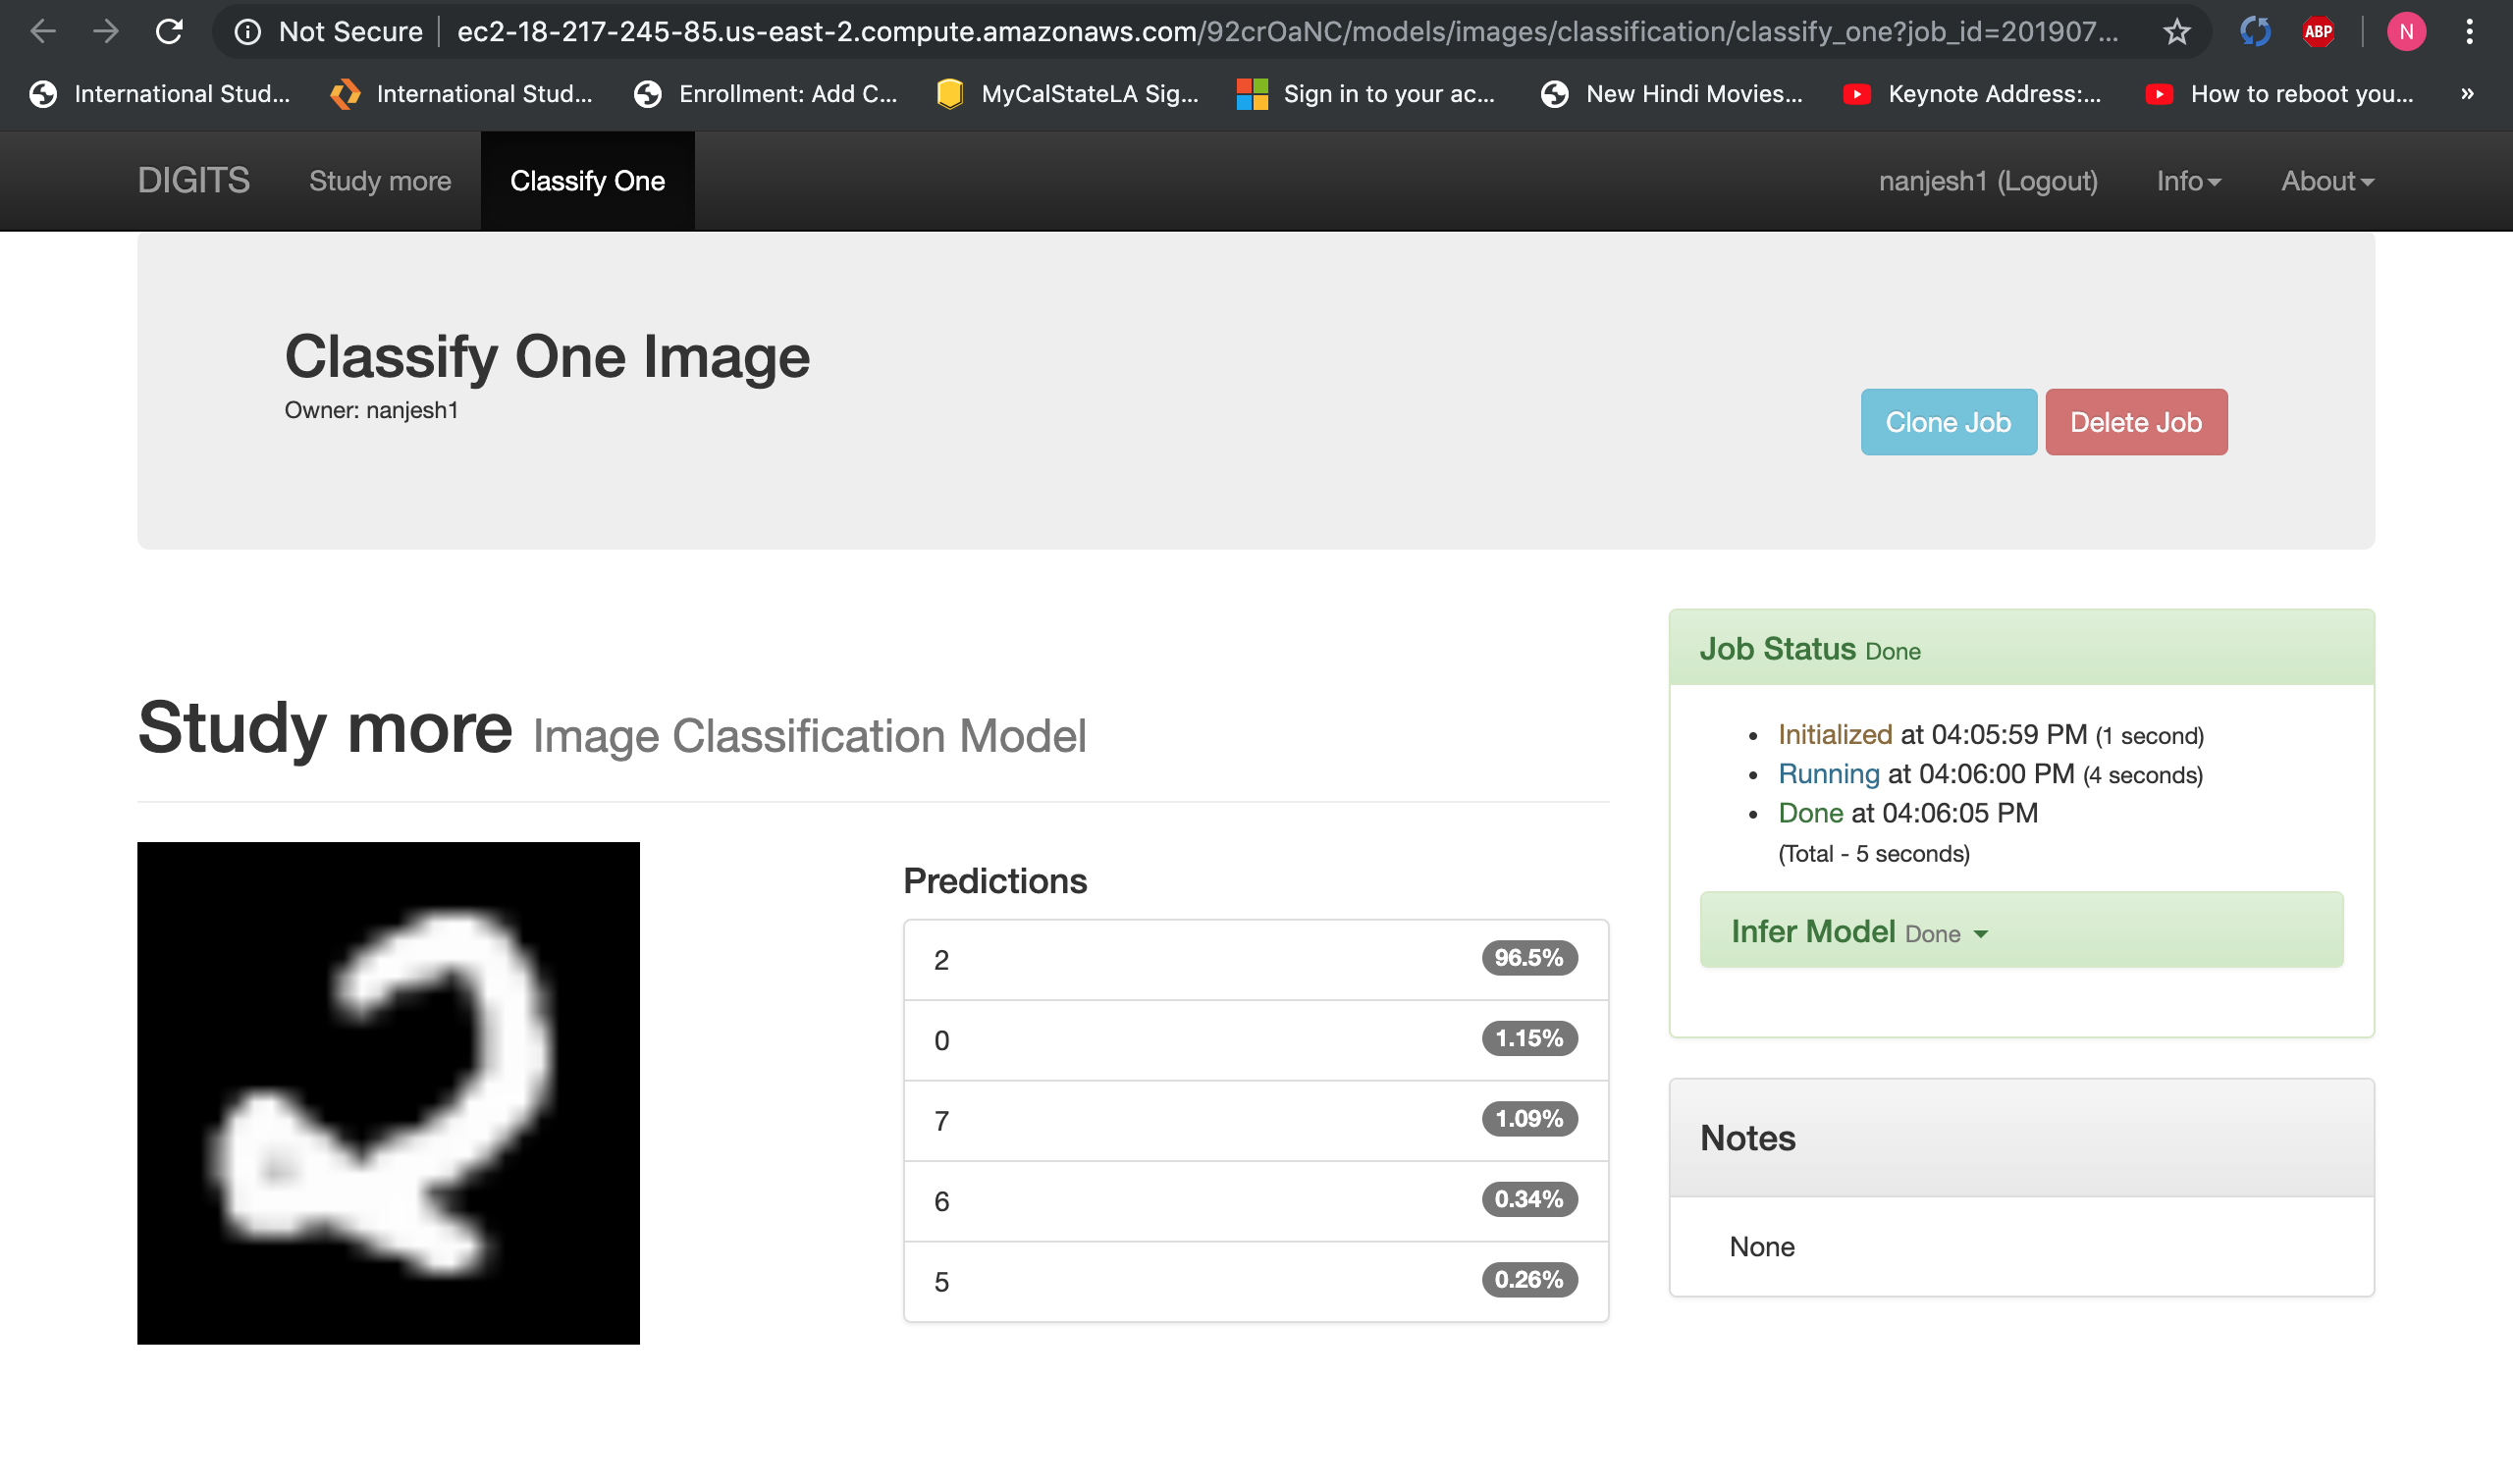 Not Secure ec2-18-217-245-85.us-east-2.compute.amazonaws.com/92crOaNC/models/images/classification/classify_one?job_id=201907... ABP N
International Stud... International Stud... Enrollment: Add C... MyCalStateLA Sig... Sign in to your ac... New Hindi Movies... Keynote Address:... How to reboot you... »
DIGITS Study more Classify One nanjesh1 (Logout) Info About
Classify One Image
Owner: nanjesh1
Clone Job Delete Job
Study more Image Classification Model
2
Predictions
2 96.5%
0 1.15%
7 1.09%
6 0.34%
5 0.26%
Job Status Done
• Initialized at 04:05:59 PM (1 second)
• Running at 04:06:00 PM (4 seconds)
• Done at 04:06:05 PM
(Total - 5 seconds)
Infer Model Done
Notes
None